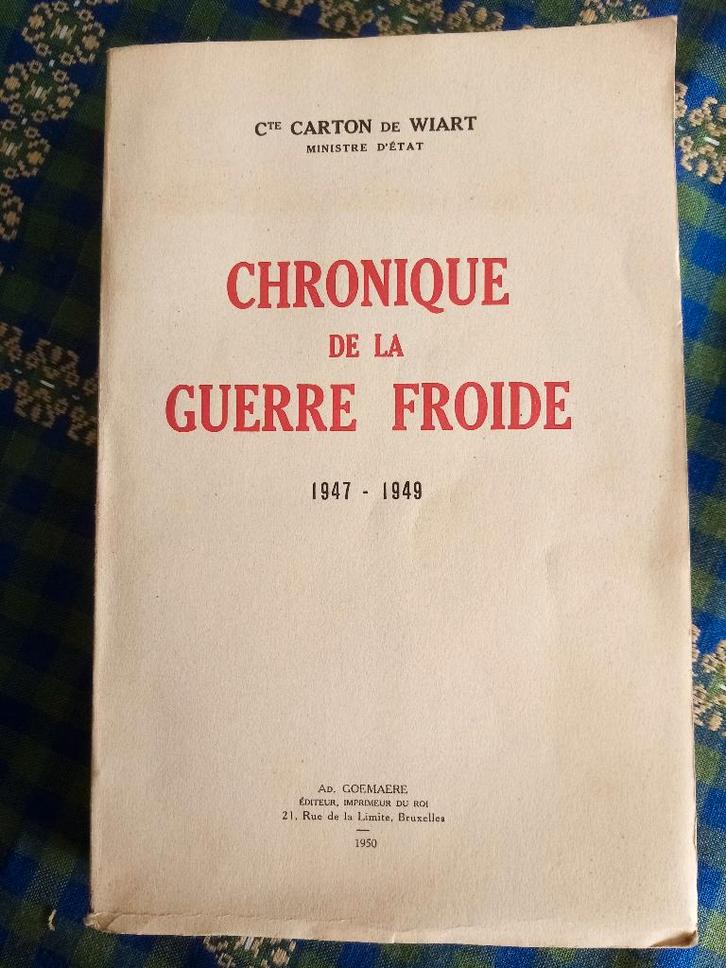 Cte CARTON DE WIART
MINISTRE D'ÉTAT
CHRONIQUE
DE LA
GUERRE FROIDE
1947 - 1949
AD. GOEMAERE
ÉDITEUR, IMPRIMEUR DU ROI
21, Rue de la Limite, Bruxelles
1950